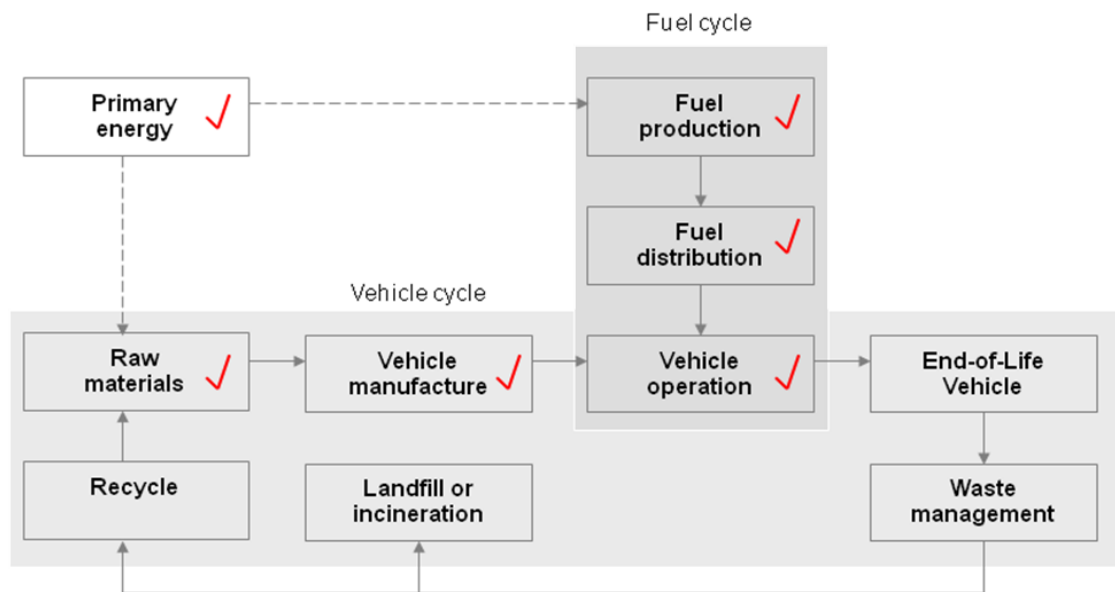 Fuel cycle
Primary
energy
Fuel
production
Fuel
distribution
Vehicle cycle
Raw
materials
Vehicle
manufacture
Vehicle
operation
End-of-Life
Vehicle
Recycle
Landfill or
incineration
Waste
management